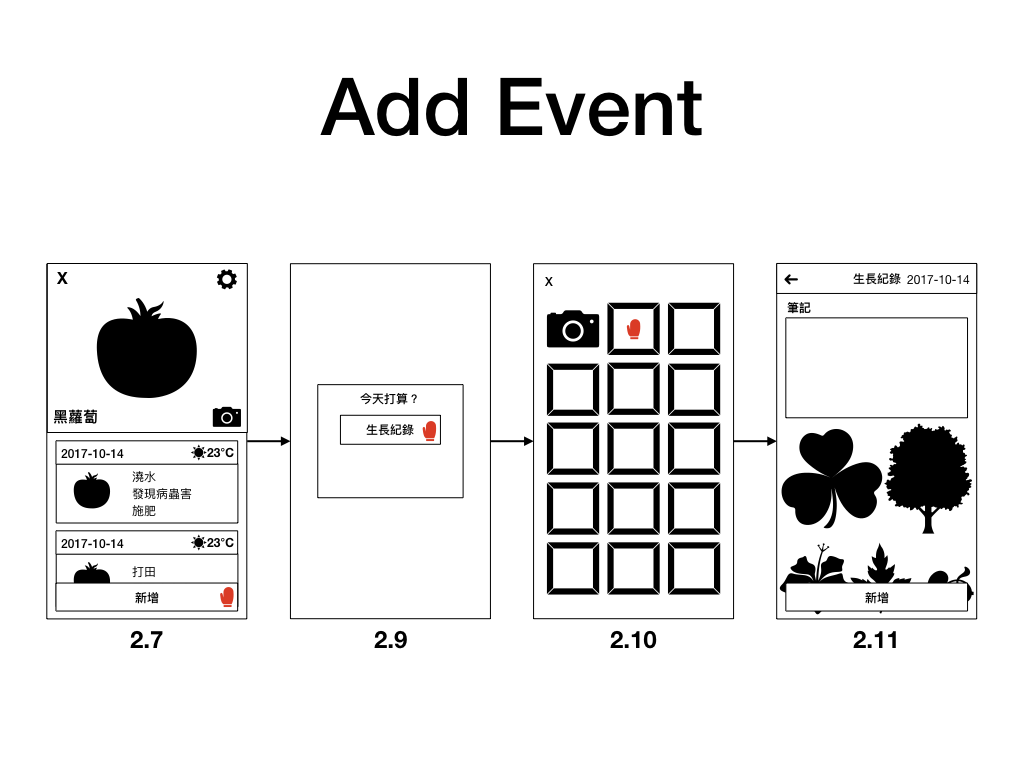 Add Event
X
黑蘿蔔
2017-10-14 23°C
澆水
發現病蟲害
施肥
2017-10-14 23°C
打田
新增
2.7
今天打算？
生長紀錄
2.9
X
2.10
生長紀錄 2017-10-14
筆記
新增
2.11